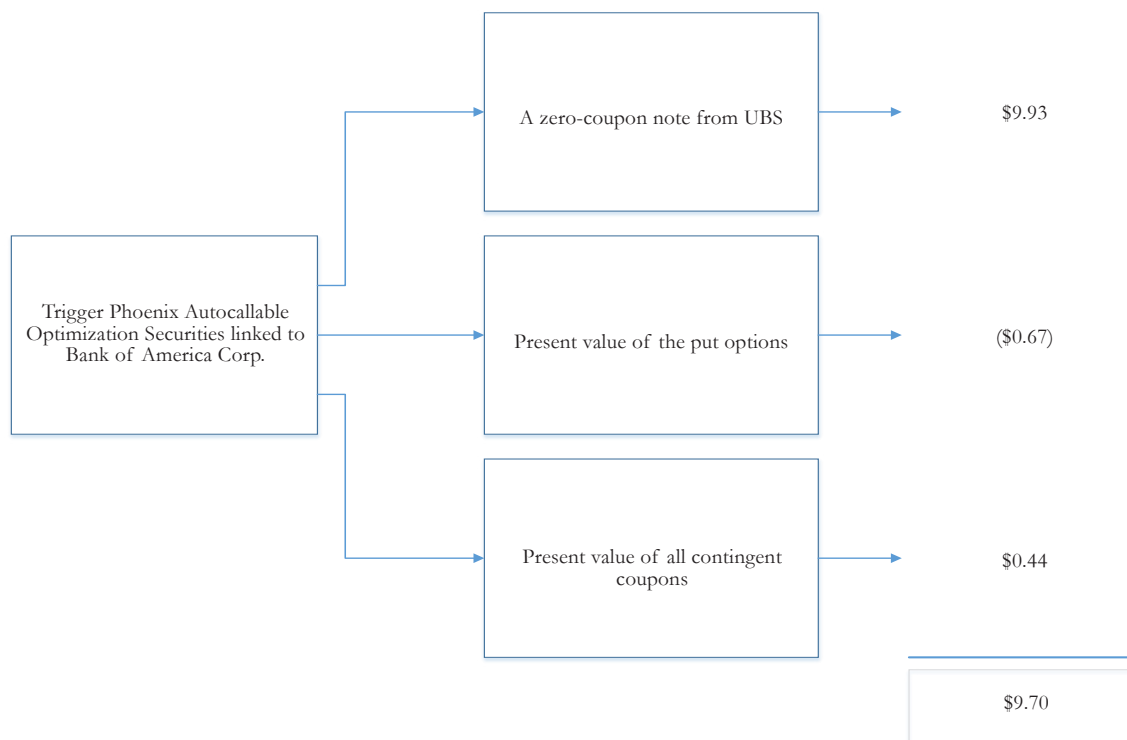 A zero-coupon note from UBS
$9.93
Trigger Phoenix Autocallable
Optimization Securities linked to
Bank of America Corp.
Present value of the put options
($0.67)
Present value of all contingent
coupons
$0.44
$9.70